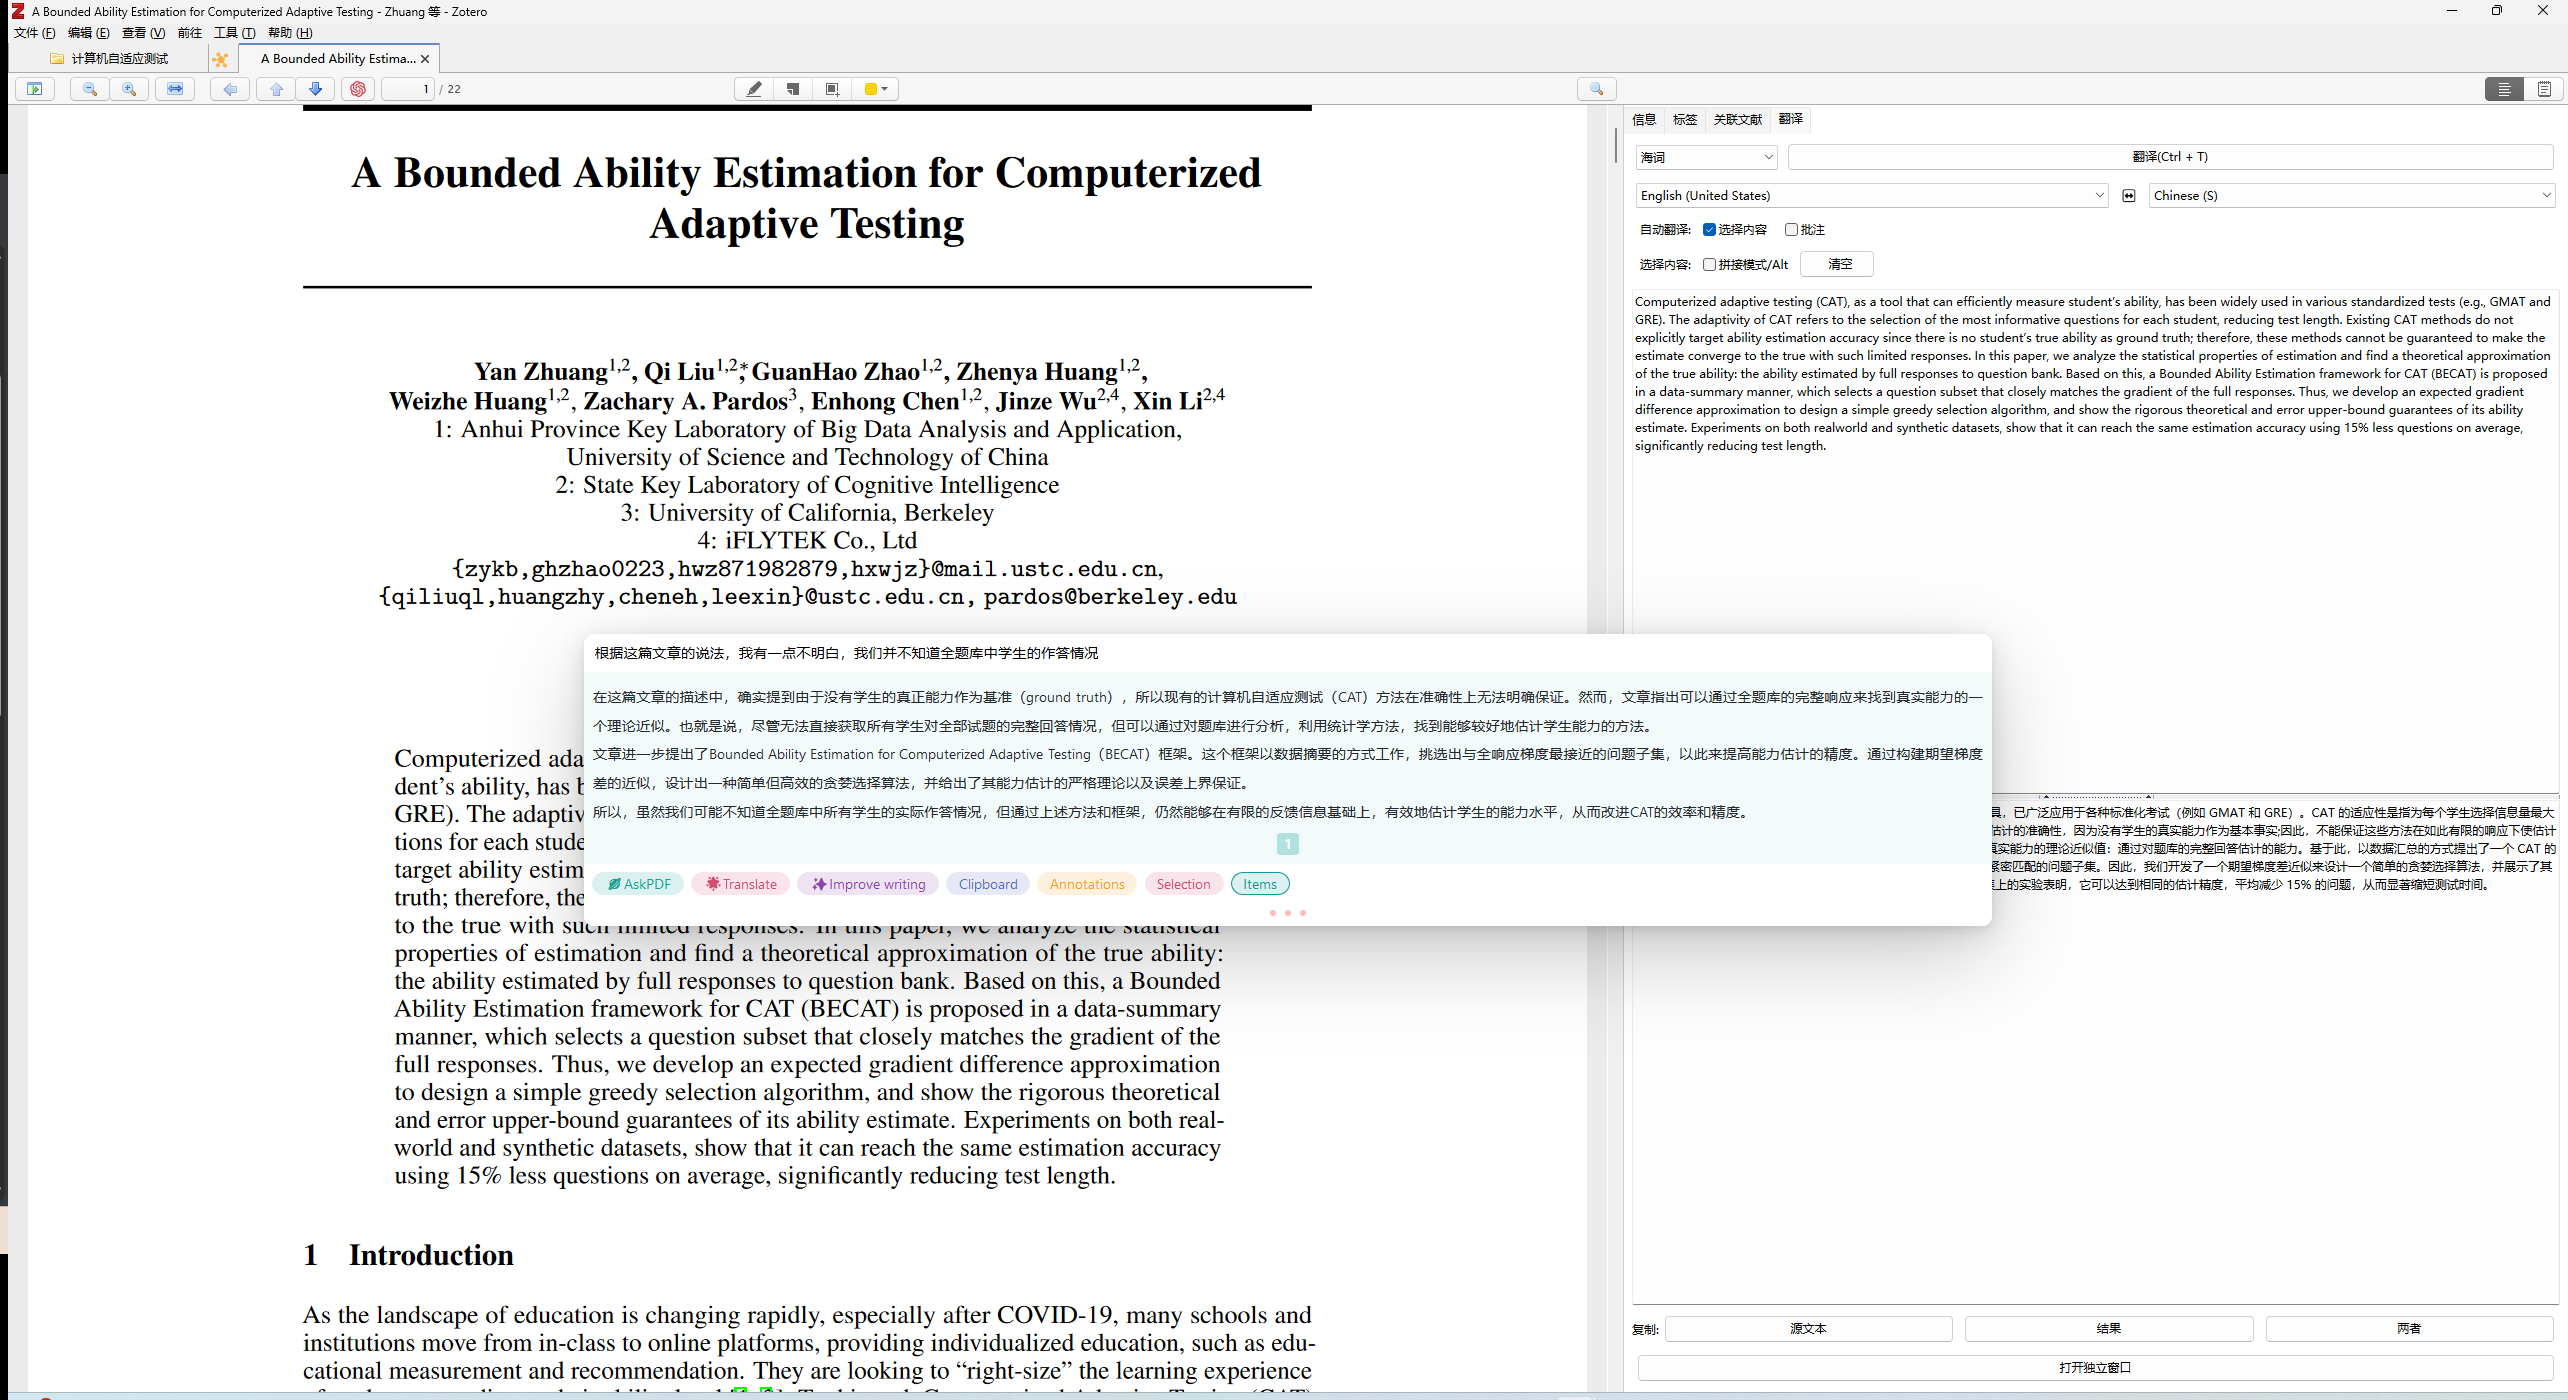 A Bounded Ability Estimation for Computerized Adaptive Testing - Zhuang 等 - Zotero
文件 (F) 编辑 (E) 查看 (V) 前往 工具 (T) 帮助 (H)
计算机自适应测试
A Bounded Ability Estima...
1 / 22
A Bounded Ability Estimation for Computerized
Adaptive Testing
Yan Zhuang1,2, Qi Liu1,2*, GuanHao Zhao1,2, Zhenya Huang1,2,
Weizhe Huang1,2, Zachary A. Pardos3, Enhong Chen1,2, Jinze Wu2,4, Xin Li2,4
1: Anhui Province Key Laboratory of Big Data Analysis and Application,
University of Science and Technology of China
2: State Key Laboratory of Cognitive Intelligence
3: University of California, Berkeley
4: iFLYTEK Co., Ltd
{zykb,ghzhao0223,hwz871982879,hxwjz}@mail.ustc.edu.cn,
{qiliuql,huangzhy,cheneh,leexin}@ustc.edu.cn, pardos@berkeley.edu
Computerized ada
dent's ability, has b
GRE). The adaptiv
tions for each stude
target ability estim
truth; therefore, the
to the true with such limited responses. In this paper, we analyze the statistical
properties of estimation and find a theoretical approximation of the true ability:
the ability estimated by full responses to question bank. Based on this, a Bounded
Ability Estimation framework for CAT (BECAT) is proposed in a data-summary
manner, which selects a question subset that closely matches the gradient of the
full responses. Thus, we develop an expected gradient difference approximation
to design a simple greedy selection algorithm, and show the rigorous theoretical
and error upper-bound guarantees of its ability estimate. Experiments on both real-
world and synthetic datasets, show that it can reach the same estimation accuracy
using 15% less questions on average, significantly reducing test length.
1 Introduction
As the landscape of education is changing rapidly, especially after COVID-19, many schools and
institutions move from in-class to online platforms, providing individualized education, such as edu-
cational measurement and recommendation. They are looking to “right-size” the learning experience
根据这篇文章的说法，我有一点不明白，我们并不知道全题库中学生的作答情况
在这篇文章的描述中，确实提到由于没有学生的真正能力作为基准（ground truth），所以现有的计算机自适应测试（CAT）方法在准确性上无法明确保证。然而，文章指出可以通过全题库的完整响应来找到真实能力的一
个理论近似。也就是说，尽管无法直接获取所有学生对全部试题的完整回答情况，但可以通过对题库进行分析，利用统计学方法，找到能够较好地估计学生能力的方法。
文章进一步提出了Bounded Ability Estimation for Computerized Adaptive Testing（BECAT）框架。这个框架以数据摘要的方式工作，挑选出与全响应梯度最接近的问题子集，以此来提高能力估计的精度。通过构建期望梯度
差的近似，设计出一种简单但高效的贪婪选择算法，并给出了其能力估计的严格理论以及误差上界保证。
所以，虽然我们可能不知道全题库中所有学生的实际作答情况，但通过上述方法和框架，仍然能够在有限的反馈信息基础上，有效地估计学生的能力水平，从而改进CAT的效率和精度。
1
AskPDF Translate Improve writing Clipboard Annotations Selection Items
信息 标签 关联文献 翻译
海词 翻译(Ctrl + T)
English (United States) Chinese (S)
自动翻译: 选择内容 批注
选择内容: 拼接模式/Alt 清空
Computerized adaptive testing (CAT), as a tool that can efficiently measure student's ability, has been widely used in various standardized tests (e.g., GMAT and
GRE). The adaptivity of CAT refers to the selection of the most informative questions for each student, reducing test length. Existing CAT methods do not
explicitly target ability estimation accuracy since there is no student's true ability as ground truth; therefore, these methods cannot be guaranteed to make the
estimate converge to the true with such limited responses. In this paper, we analyze the statistical properties of estimation and find a theoretical approximation
of the true ability: the ability estimated by full responses to question bank. Based on this, a Bounded Ability Estimation framework for CAT (BECAT) is proposed
in a data-summary manner, which selects a question subset that closely matches the gradient of the full responses. Thus, we develop an expected gradient
difference approximation to design a simple greedy selection algorithm, and show the rigorous theoretical and error upper-bound guarantees of its ability
estimate. Experiments on both realworld and synthetic datasets, show that it can reach the same estimation accuracy using 15% less questions on average,
significantly reducing test length.
具，已广泛应用于各种标准化考试（例如 GMAT 和 GRE）。CAT 的适应性是指为每个学生选择信息量最大
估计的准确性，因为没有学生的真实能力作为基本事实;因此，不能保证这些方法在如此有限的响应下使估计
真实能力的理论近似值：通过对题库的完整回答估计的能力。基于此，以数据汇总的方式提出了一个 CAT 的
紧密匹配的问题子集。因此，我们开发了一个期望梯度差近似来设计一个简单的贪婪选择算法，并展示了其
上的实验表明，它可以达到相同的估计精度，平均减少 15% 的问题，从而显著缩短测试时间。
复制: 源文本 结果 两者
打开独立窗口